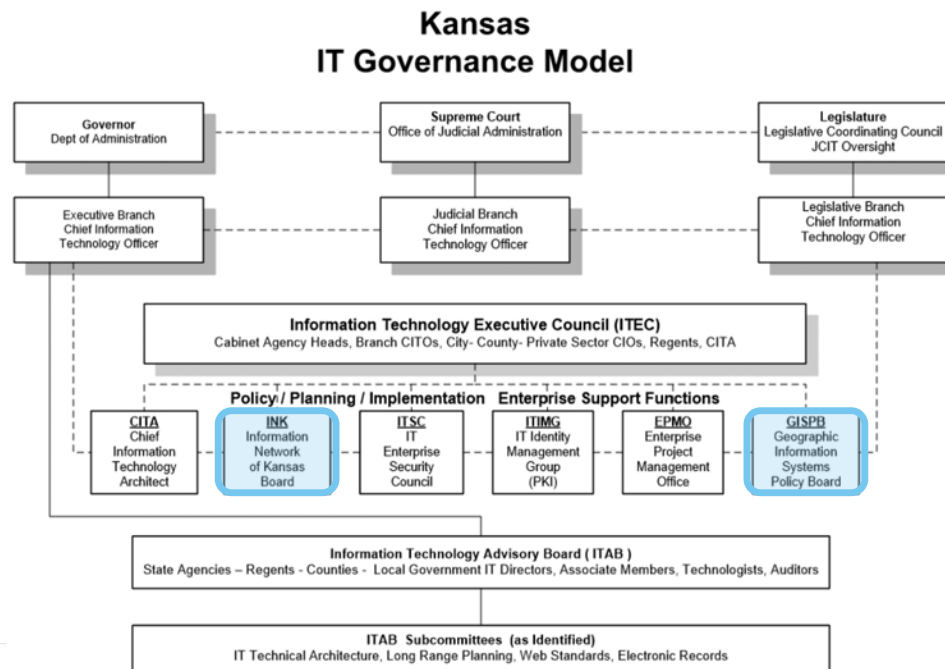 Kansas
IT Governance Model
Governor
Dept of Administration
Supreme Court
Office of Judicial Administration
Legislature
Legislative Coordinating Council
JCIT Oversight
Executive Branch
Chief Information
Technology Officer
Judicial Branch
Chief Information
Technology Officer
Legislative Branch
Chief Information
Technology Officer
Information Technology Executive Council (ITEC)
Cabinet Agency Heads, Branch CITOs, City- County- Private Sector CIOs, Regents, CITA
Policy / Planning / Implementation Enterprise Support Functions
CITA
Chief
Information
Technology
Architect
INK
Information
Network
of Kansas
Board
ITSC
IT
Enterprise
Security
Council
ITIMG
IT Identity
Management
Group
(PKI)
EPMO
Enterprise
Project
Management
Office
GISPB
Geographic
Information
Systems
Policy Board
Information Technology Advisory Board ( ITAB )
State Agencies – Regents - Counties - Local Government IT Directors, Associate Members, Technologists, Auditors
ITAB Subcommittees (as Identified)
IT Technical Architecture, Long Range Planning, Web Standards, Electronic Records